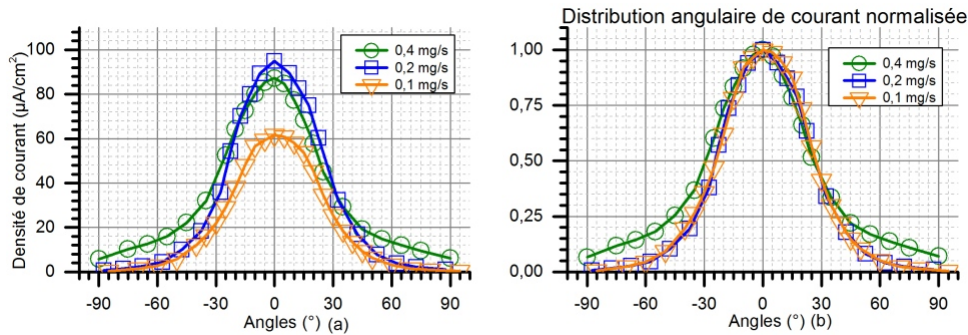 Distribution angulaire de courant normalisée
Densité de courant (µA/cm²)
100
80
60
40
20
0
0,4 mg/s
0,2 mg/s
0,1 mg/s
-90 -60 -30 0 30 60 90
Angles (°) (a)
1,00
0,75
0,50
0,25
0,00
0,4 mg/s
0,2 mg/s
0,1 mg/s
-90 -60 -30 0 30 60 90
Angles (°) (b)